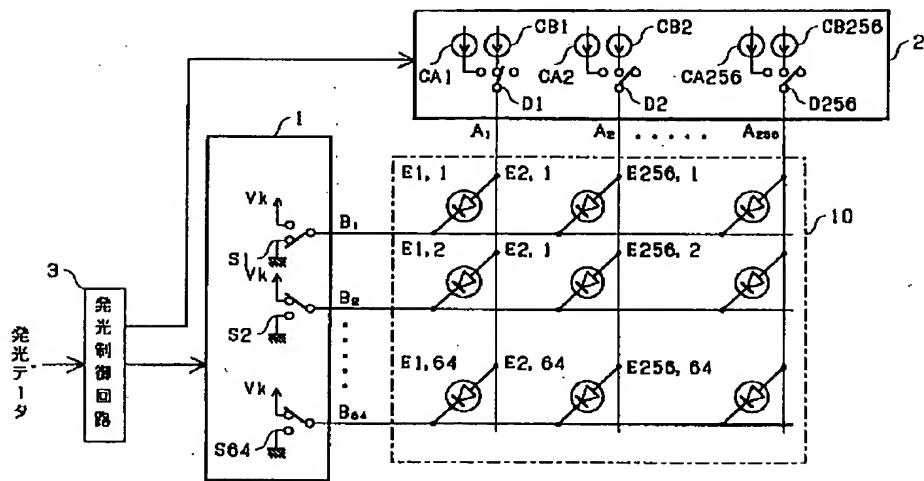 CB1 CB2 CB256
2
CA1 CA2 CA256
D1 D2 D256
1
A₁ A₂ ・・・・・ A₂₅₆
E1,1 E2,1 E256,1
10
Vk
B₁
S1
3
E1,2 E2,1 E256,2
Vk
B₂
S2
発光制御回路
発光データ
E1,64 E2,64 E256,64
Vk
B₆₄
S64